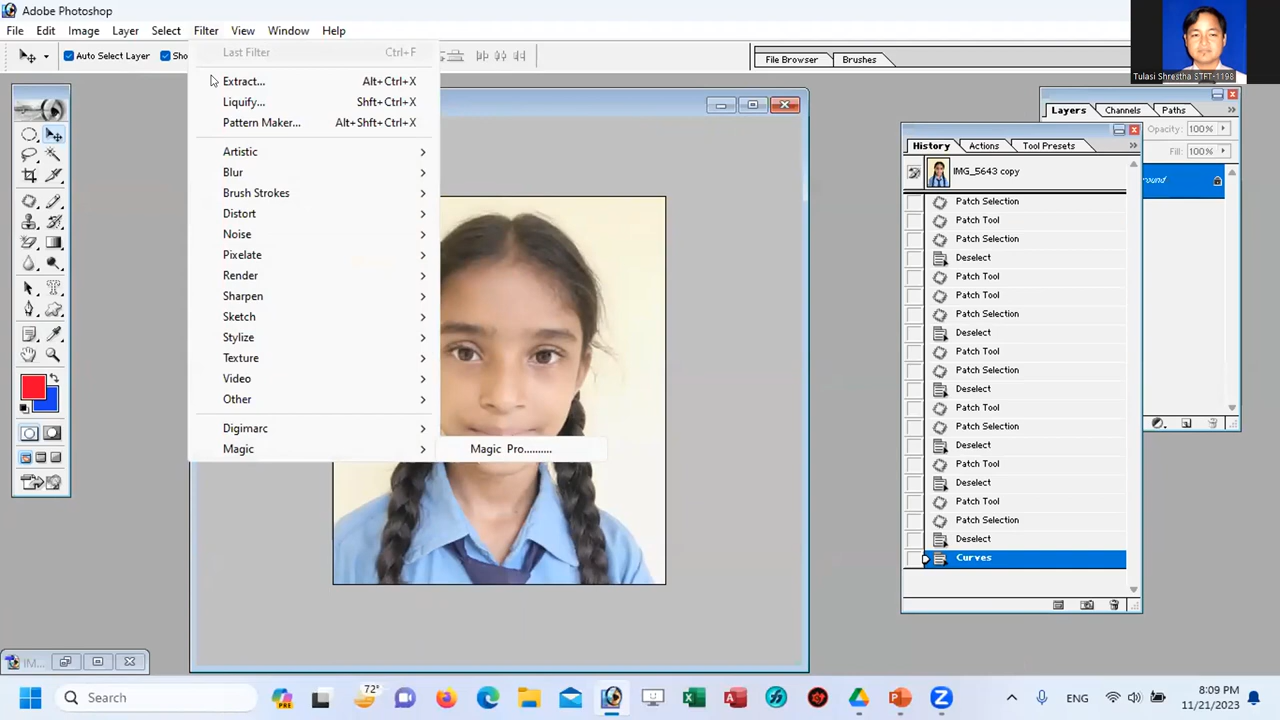 Adobe Photoshop
File Edit Image Layer Select Filter View Window Help
Auto Select Layer Sho
File Browser Brushes
Tulasi Shrestha STFT-1198
Last Filter Ctrl+F
Extract... Alt+Ctrl+X
Liquify... Shft+Ctrl+X
Pattern Maker... Alt+Shft+Ctrl+X
Artistic
Blur
Brush Strokes
Distort
Noise
Pixelate
Render
Sharpen
Sketch
Stylize
Texture
Video
Other
Digimarc
Magic
Magic Pro..........
Layers Channels Paths
Opacity: 100%
Fill: 100%
round
History Actions Tool Presets
IMG_5643 copy
Patch Selection
Patch Tool
Patch Selection
Deselect
Patch Tool
Patch Tool
Patch Selection
Deselect
Patch Tool
Patch Selection
Deselect
Patch Tool
Patch Selection
Deselect
Patch Tool
Deselect
Patch Tool
Patch Selection
Deselect
Curves
IM...
Search
PRE
72°
ENG
8:09 PM
11/21/2023